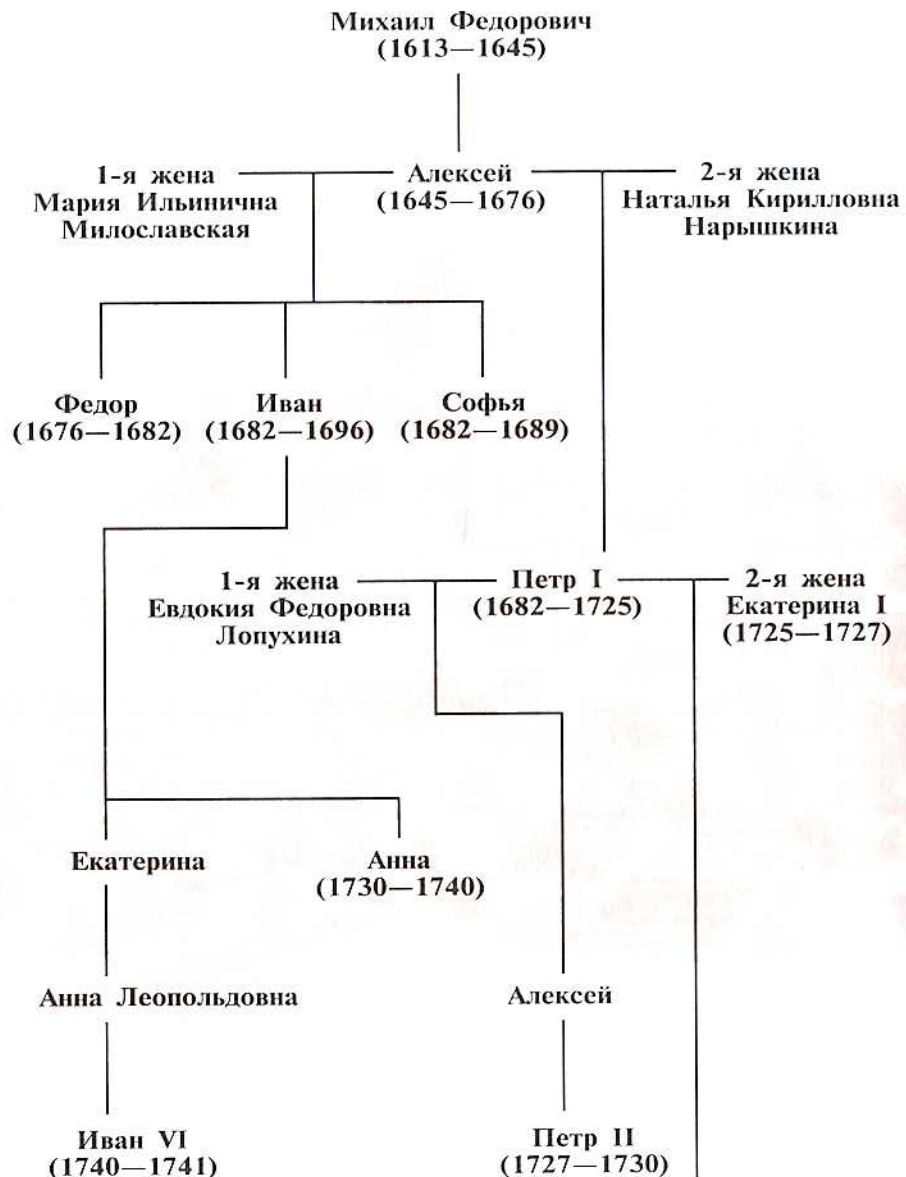 Михаил Федорович
(1613—1645)
1-я жена
Мария Ильинична
Милославская
Алексей
(1645—1676)
2-я жена
Наталья Кирилловна
Нарышкина
Федор
(1676—1682)
Иван
(1682—1696)
Софья
(1682—1689)
1-я жена
Евдокия Федоровна
Лопухина
Петр I
(1682—1725)
2-я жена
Екатерина I
(1725—1727)
Екатерина
Анна
(1730—1740)
Анна Леопольдовна
Алексей
Иван VI
(1740—1741)
Петр II
(1727—1730)